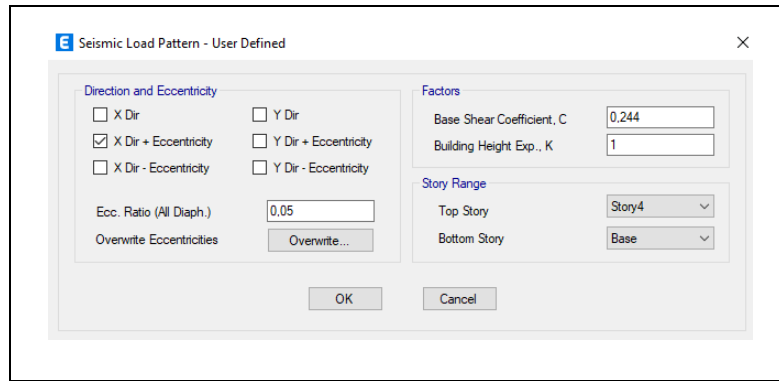 E Seismic Load Pattern - User Defined
Direction and Eccentricity
X Dir
Y Dir
X Dir + Eccentricity
Y Dir + Eccentricity
X Dir - Eccentricity
Y Dir - Eccentricity
Ecc. Ratio (All Diaph.) 0,05
Overwrite Eccentricities Overwrite...
Factors
Base Shear Coefficient, C 0,244
Building Height Exp., K 1
Story Range
Top Story Story4
Bottom Story Base
OK
Cancel